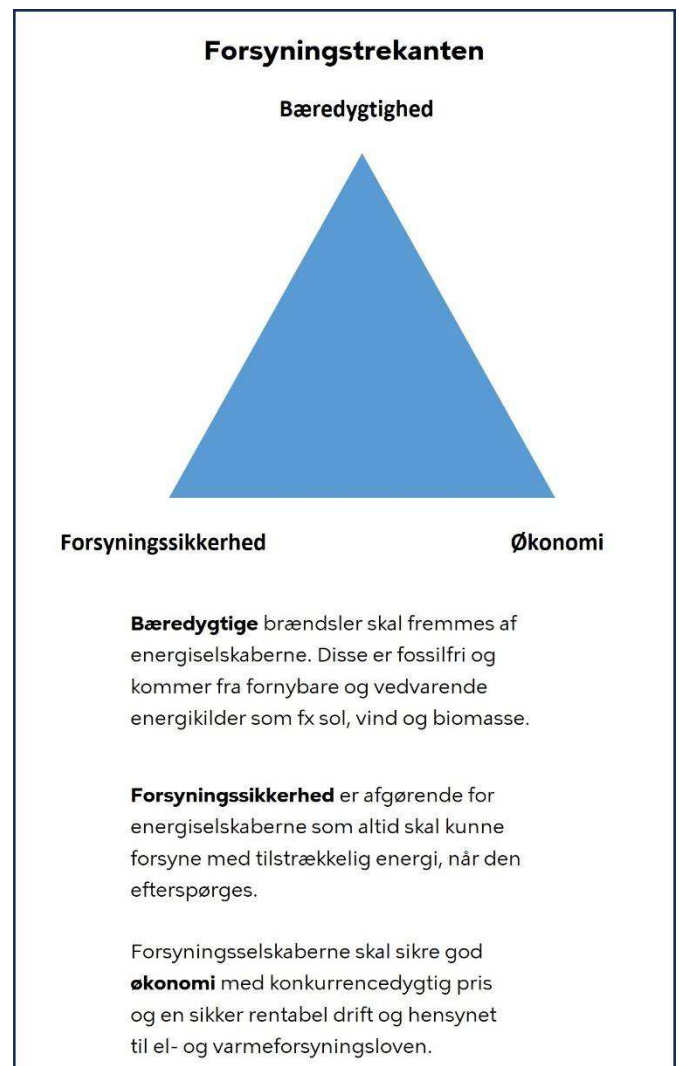 Forsyningstrekanten
Bæredygtighed
Forsyningssikkerhed
Økonomi
Bæredygtige brændsler skal fremmes af
energiselskaberne. Disse er fossilfri og
kommer fra fornybare og vedvarende
energikilder som fx sol, vind og biomasse.
Forsyningssikkerhed er afgørende for
energiselskaberne som altid skal kunne
forsyne med tilstrækkelig energi, når den
efterspørges.
Forsyningsselskaberne skal sikre god
økonomi med konkurrencedygtig pris
og en sikker rentabel drift og hensynet
til el- og varmeforsyningsloven.